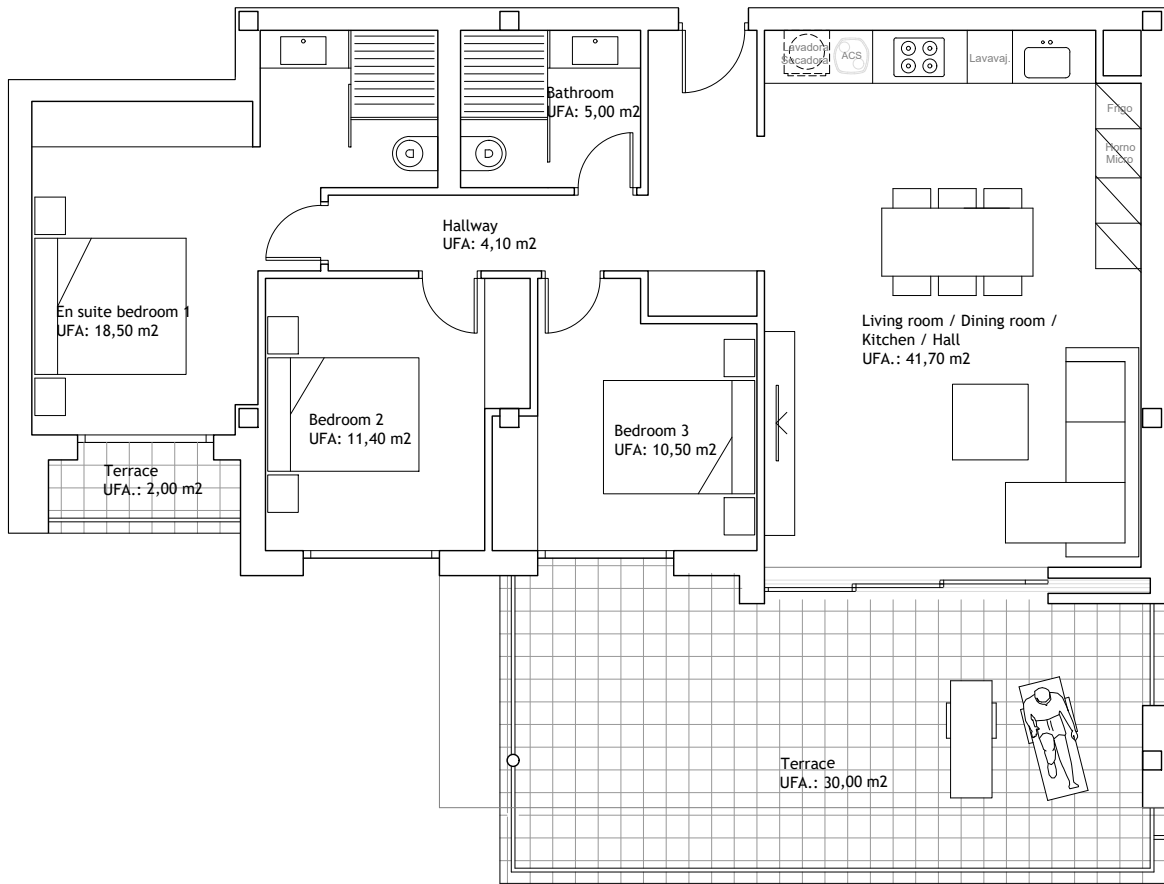 Lavadora
Secadora
ACS
Lavavaj.
Bathroom
UFA: 5,00 m2
Frigo
Horno
Micro
Hallway
UFA: 4,10 m2
En suite bedroom 1
UFA: 18,50 m2
Living room / Dining room /
Kitchen / Hall
UFA.: 41,70 m2
Bedroom 2
UFA: 11,40 m2
Bedroom 3
UFA: 10,50 m2
Terrace
UFA.: 2,00 m2
Terrace
UFA.: 30,00 m2